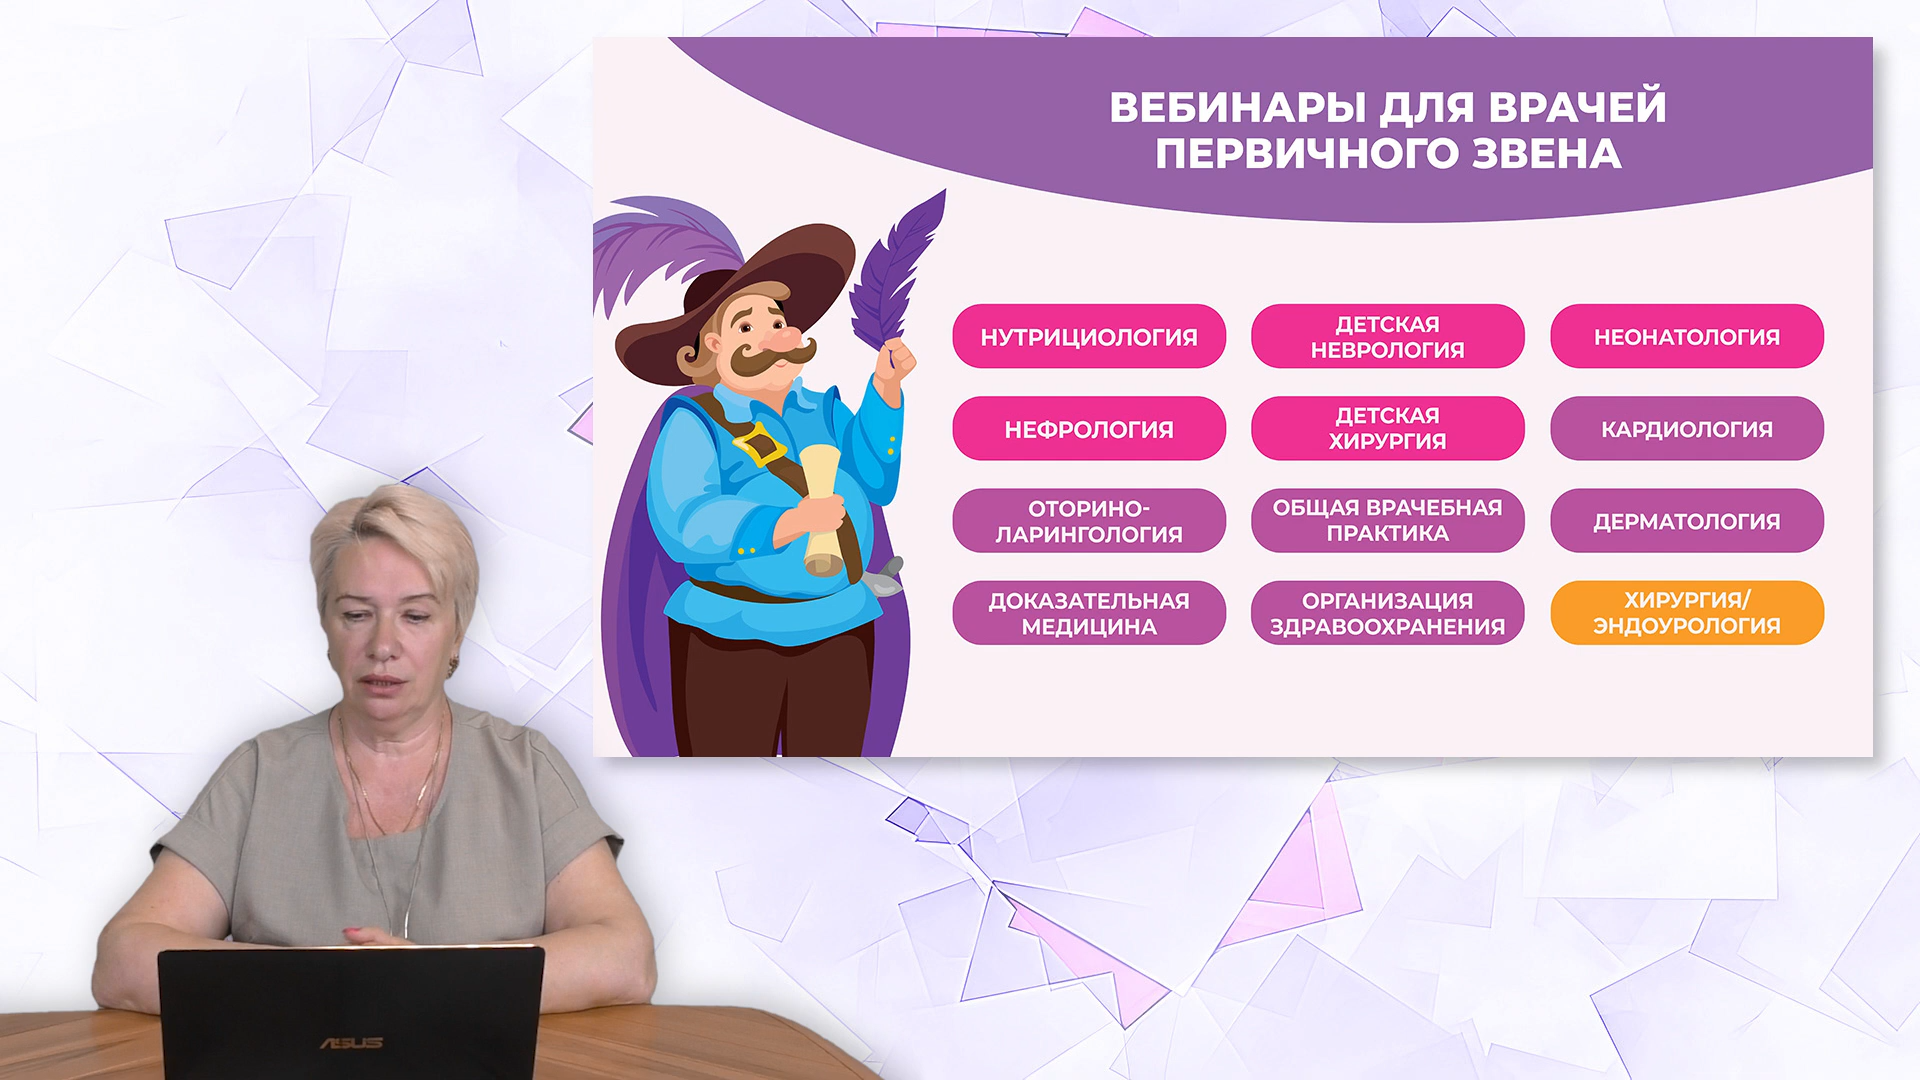 ВЕБИНАРЫ ДЛЯ ВРАЧЕЙ
ПЕРВИЧНОГО ЗВЕНА
НУТРИЦИОЛОГИЯ
ДЕТСКАЯ
НЕВРОЛОГИЯ
НЕОНАТОЛОГИЯ
НЕФРОЛОГИЯ
ДЕТСКАЯ
ХИРУРГИЯ
КАРДИОЛОГИЯ
ОТОРИНО-
ЛАРИНГОЛОГИЯ
ОБЩАЯ ВРАЧЕБНАЯ
ПРАКТИКА
ДЕРМАТОЛОГИЯ
ДОКАЗАТЕЛЬНАЯ
МЕДИЦИНА
ОРГАНИЗАЦИЯ
ЗДРАВООХРАНЕНИЯ
ХИРУРГИЯ/
ЭНДОУРОЛОГИЯ
ASUS